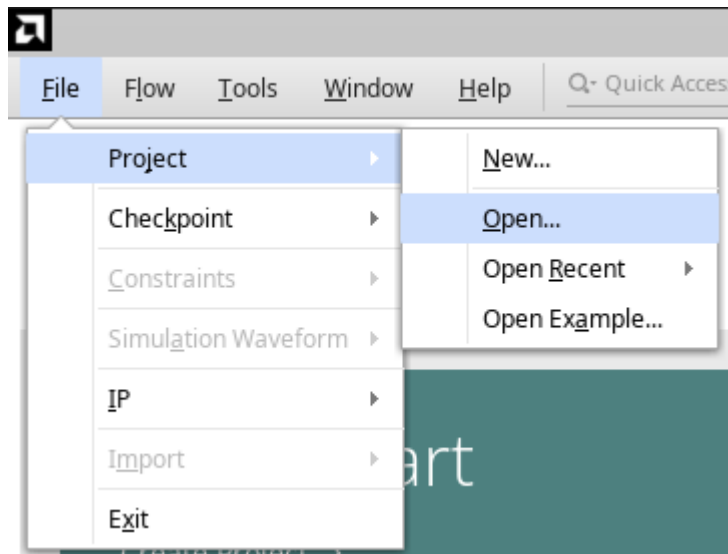 File Flow Tools Window Help Quick Acces
Project New...
Checkpoint Open...
Constraints Open Recent
Simulation Waveform Open Example...
IP
Import art
Exit